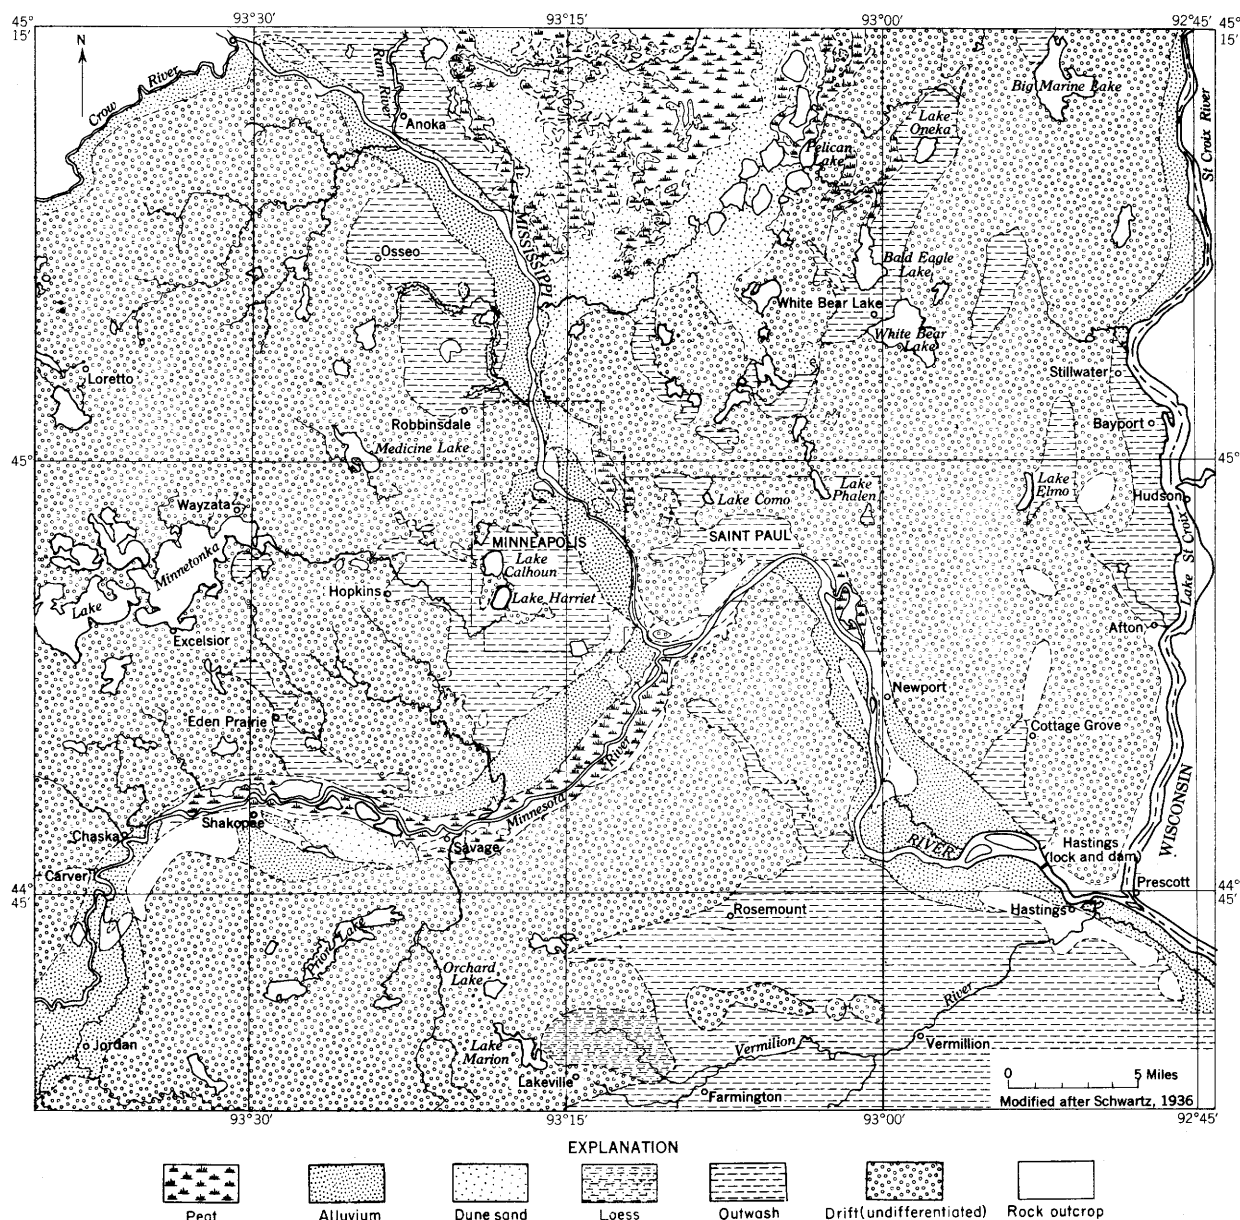 45°
15'
93°30'
93°15'
93°00'
92°45'
45°
15'
N
Crow River
Rum River
Anoka
Big Marine Lake
Lake Oneka
St Croix River
Pelican Lake
MISSISSIPPI
Osseo
Bald Eagle Lake
White Bear Lake
White Bear Lake
Loretto
Stillwater
Robbinsdale
Bayport
Medicine Lake
45°
45°
Wayzata
Lake Como
Lake Phalen
Lake Elmo
Hudson
MINNEAPOLIS
SAINT PAUL
Lake Calhoun
Lake Minnetonka
Hopkins
Lake Harriet
Lake St Croix
Excelsior
Afton
Newport
Eden Prairie
Cottage Grove
Minnesota River
WISCONSIN
Shakopee
Chaska
Savage
RIVER
Hastings
(lock and dam)
Carver
Prescott
44°
45'
44°
45'
Rosemount
Hastings
Prior Lake
Orchard Lake
River
Jordan
Lake Marion
Vermilion
Vermillion
Lakeville
Farmington
0 5 Miles
Modified after Schwartz, 1936
93°30'
93°15'
93°00'
92°45'
EXPLANATION
Peat
Alluvium
Dune sand
Loess
Outwash
Drift (undifferentiated)
Rock outcrop